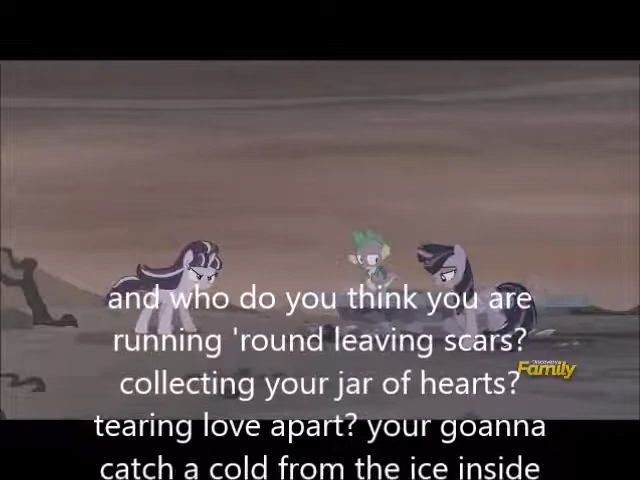 and who do you think you are
running 'round leaving scars?
collecting your jar of hearts?
tearing love apart? your goanna
catch a cold from the ice inside
Discovery
Family